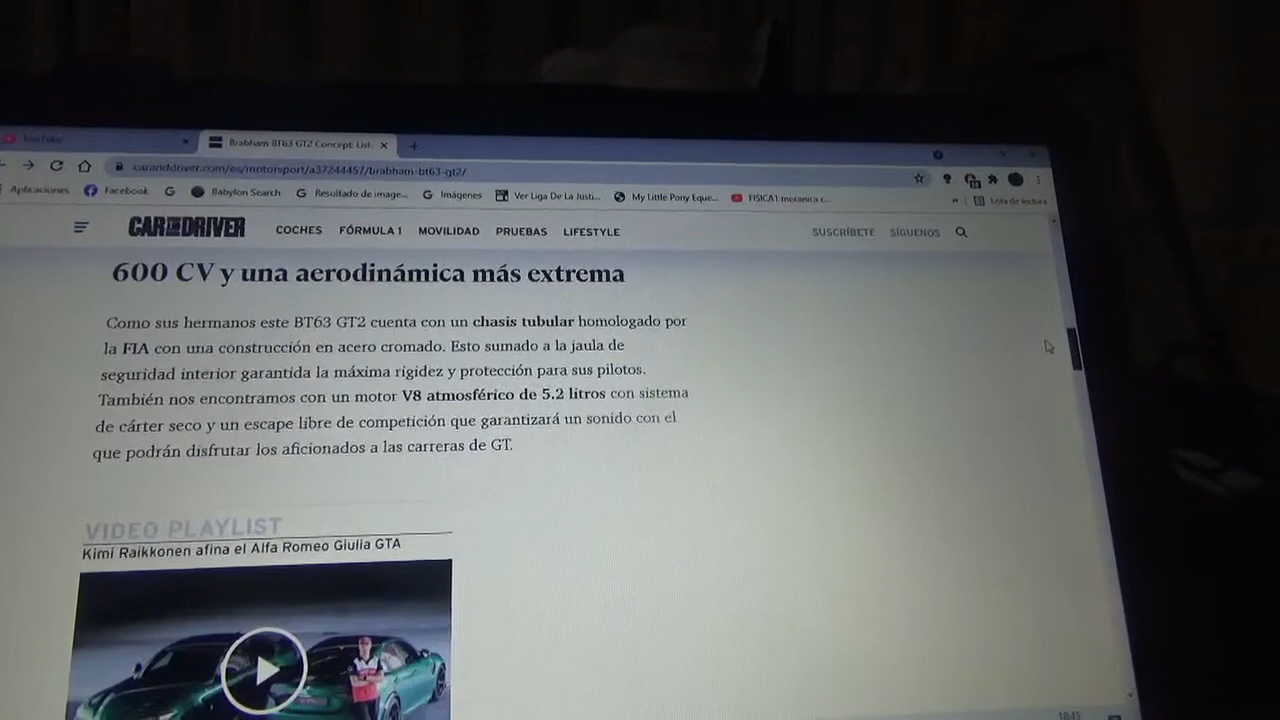 YouTube
Brabham BT63 GT2 Concept: List
caranddriver.com/es/motorsport/a37244457/brabham-bt63-gt2/
Aplicaciones Facebook Babylon Search Resultado de image... Imágenes Ver Liga De La Justi... My Little Pony Eque... FISICA1 mecanica c... » Lista de lectura
CAR AND DRIVER COCHES FÓRMULA 1 MOVILIDAD PRUEBAS LIFESTYLE SUSCRÍBETE SÍGUENOS
600 CV y una aerodinámica más extrema
Como sus hermanos este BT63 GT2 cuenta con un chasis tubular homologado por
la FIA con una construcción en acero cromado. Esto sumado a la jaula de
seguridad interior garantida la máxima rigidez y protección para sus pilotos.
También nos encontramos con un motor V8 atmosférico de 5.2 litros con sistema
de cárter seco y un escape libre de competición que garantizará un sonido con el
que podrán disfrutar los aficionados a las carreras de GT.
VIDEO PLAYLIST
Kimi Raikkonen afina el Alfa Romeo Giulia GTA
18:45